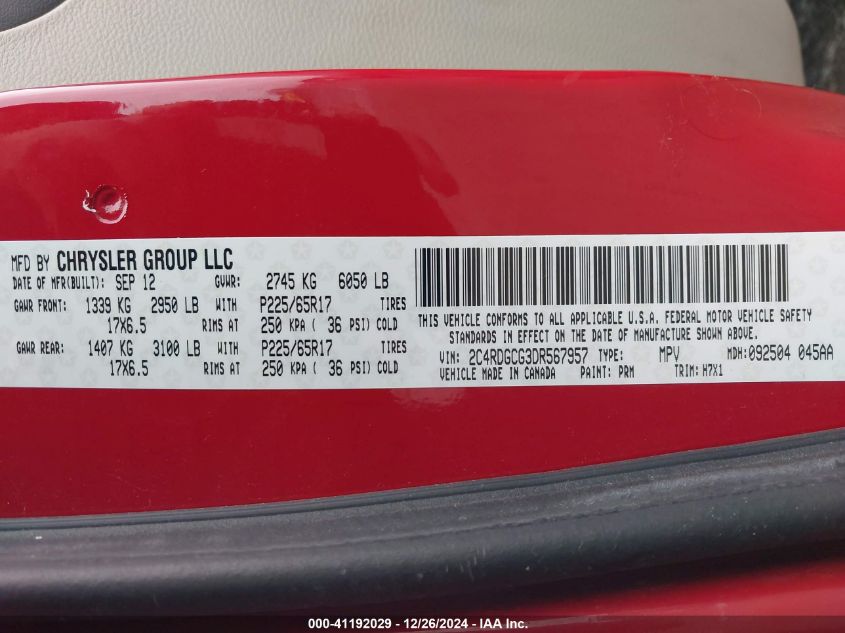 MFD BY CHRYSLER GROUP LLC
DATE OF MFR(BUILT): SEP 12 GVWR: 2745 KG 6050 LB
GAWR FRONT: 1339 KG 2950 LB WITH P225/65R17 TIRES
17X6.5 RIMS AT 250 KPA ( 36 PSI) COLD
GAWR REAR: 1407 KG 3100 LB WITH P225/65R17 TIRES
17X6.5 RIMS AT 250 KPA ( 36 PSI) COLD
THIS VEHICLE CONFORMS TO ALL APPLICABLE U.S.A. FEDERAL MOTOR VEHICLE SAFETY
STANDARDS IN EFFECT ON THE DATE OF MANUFACTURE SHOWN ABOVE.
VIN: 2C4RDGCG3DR567957 TYPE: MPV MDH:092504 045AA
VEHICLE MADE IN CANADA PAINT: PRM TRIM: H7X1
000-41192029 - 12/26/2024 - IAA Inc.